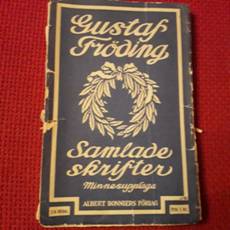 Gustaf
Fröding
Samlade
skrifter
Minnesupplaga
ALBERT BONNIERS FÖRLAG